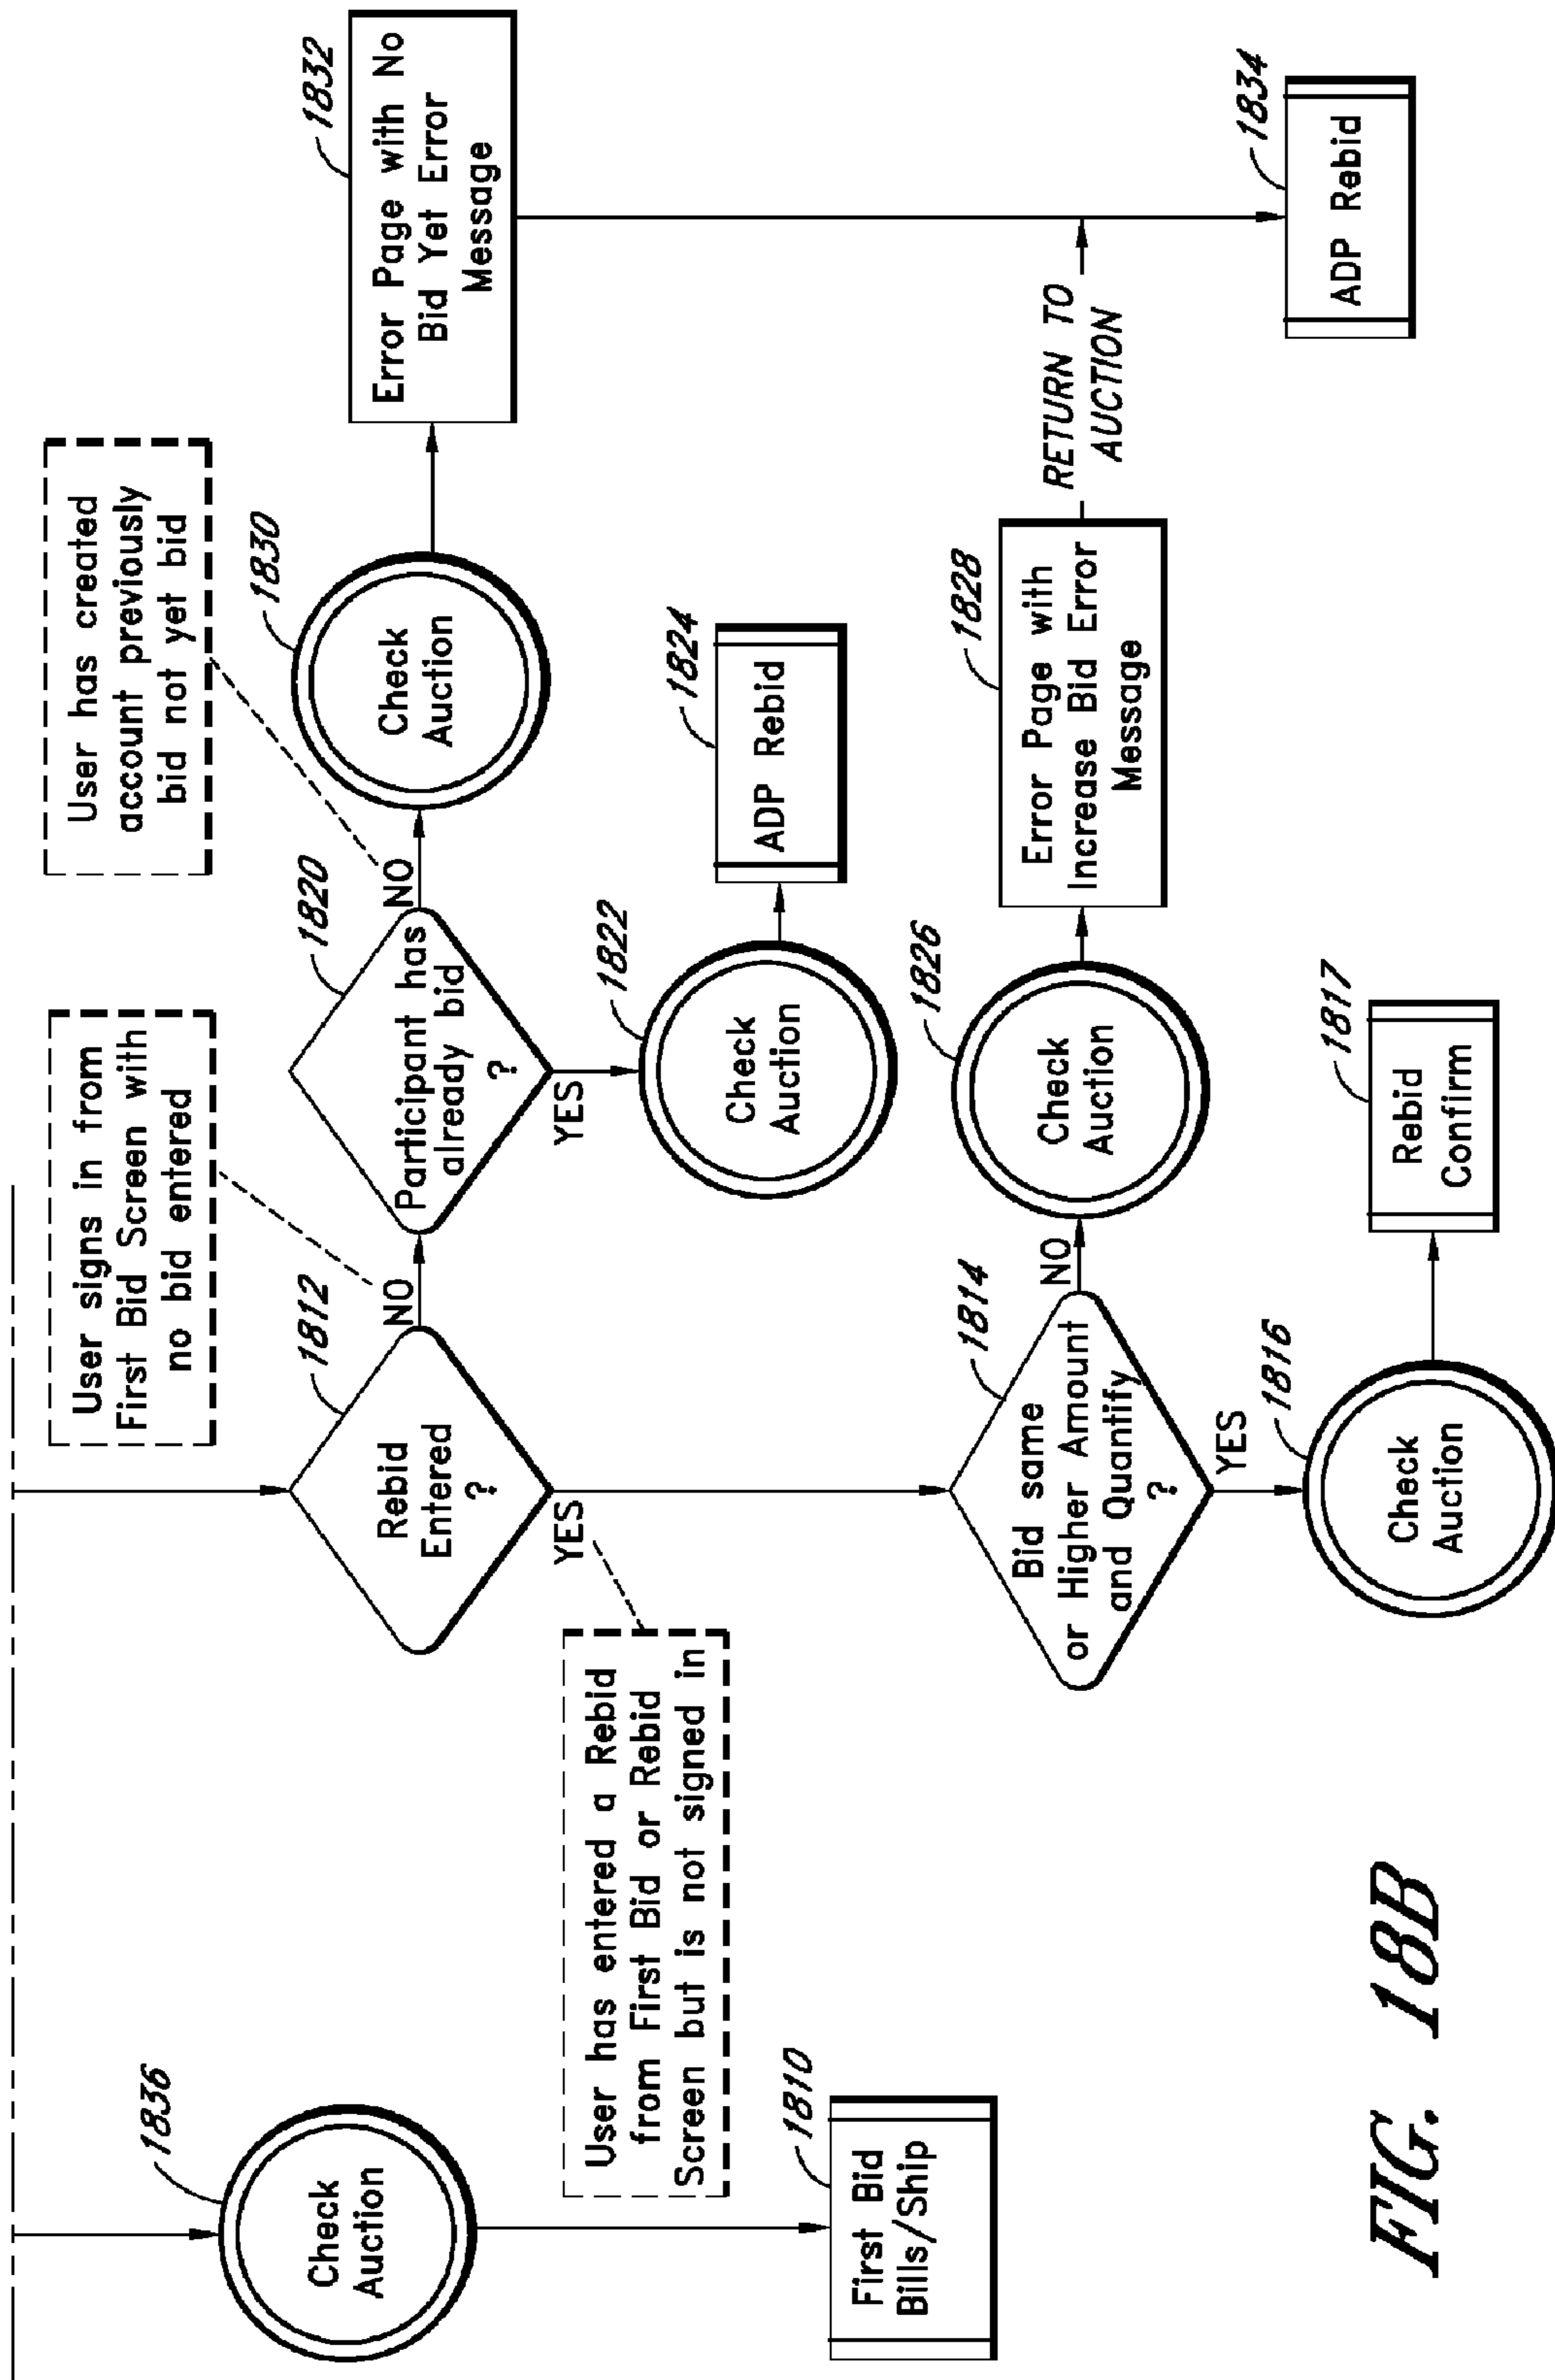 1836
Check
Auction
First Bid
Bills/Ship
1810
User signs in from
First Bid Screen with
no bid entered
1812
Rebid
Entered
?
NO
YES
User has entered a Rebid
from First Bid or Rebid
Screen but is not signed in
User has created
account previously
bid not yet bid
1820
Participant has
already bid
?
NO
YES
1830
Check
Auction
1832
Error Page with No
Bid Yet Error
Message
1822
Check
Auction
1824
ADP Rebid
1814
Bid same
or Higher Amount
and Quantify
?
NO
YES
1826
Check
Auction
1828
Error Page with
Increase Bid Error
Message
RETURN TO
AUCTION
1834
ADP Rebid
1816
Check
Auction
1817
Rebid
Confirm
FIG. 18B